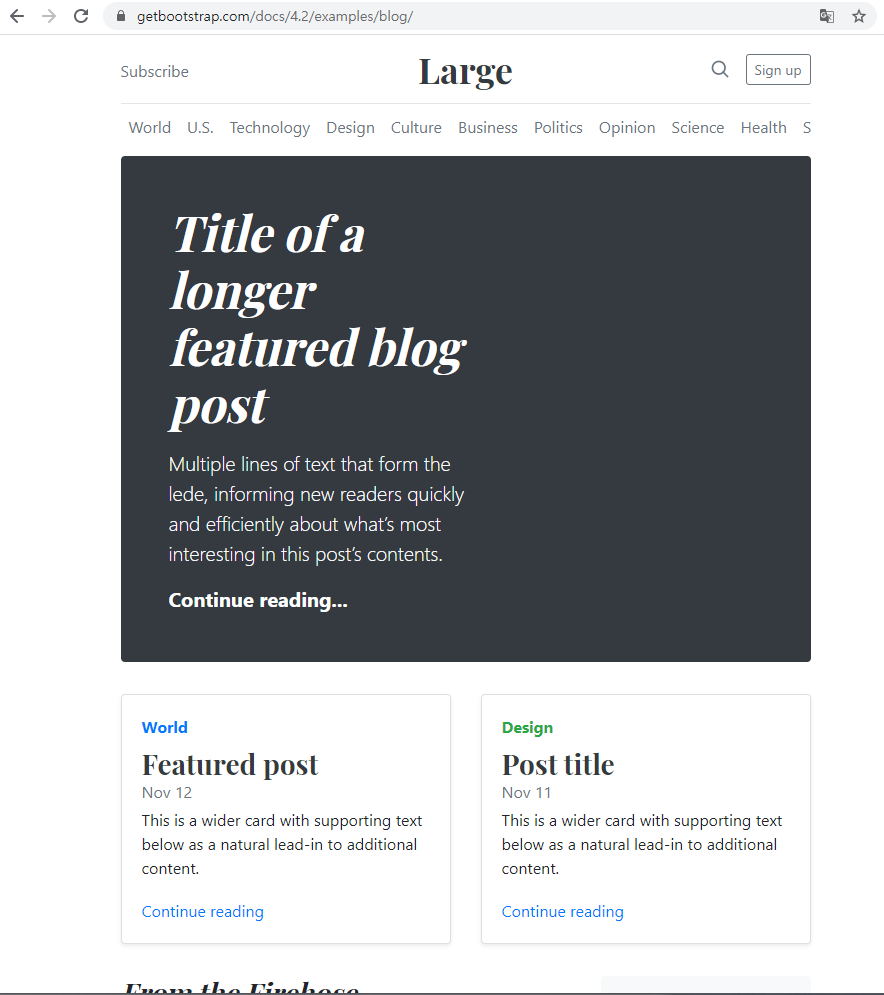 getbootstrap.com/docs/4.2/examples/blog/
Subscribe
Large
Sign up
World U.S. Technology Design Culture Business Politics Opinion Science Health S
Title of a
longer
featured blog
post
Multiple lines of text that form the
lede, informing new readers quickly
and efficiently about what’s most
interesting in this post’s contents.
Continue reading...
World
Featured post
Nov 12
This is a wider card with supporting text
below as a natural lead-in to additional
content.
Continue reading
Design
Post title
Nov 11
This is a wider card with supporting text
below as a natural lead-in to additional
content.
Continue reading
From the Firehose